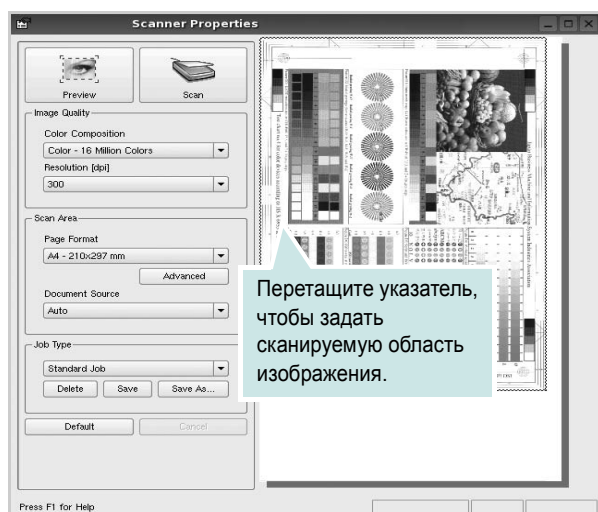 Scanner Properties
Preview
Scan
Image Quality
Color Composition
Color - 16 Million Colors
Resolution [dpi]
300
Scan Area
Page Format
A4 - 210x297 mm
Advanced
Document Source
Auto
Job Type
Standard Job
Delete
Save
Save As...
Default
Cancel
Press F1 for Help
Перетащите указатель,
чтобы задать
сканируемую область
изображения.